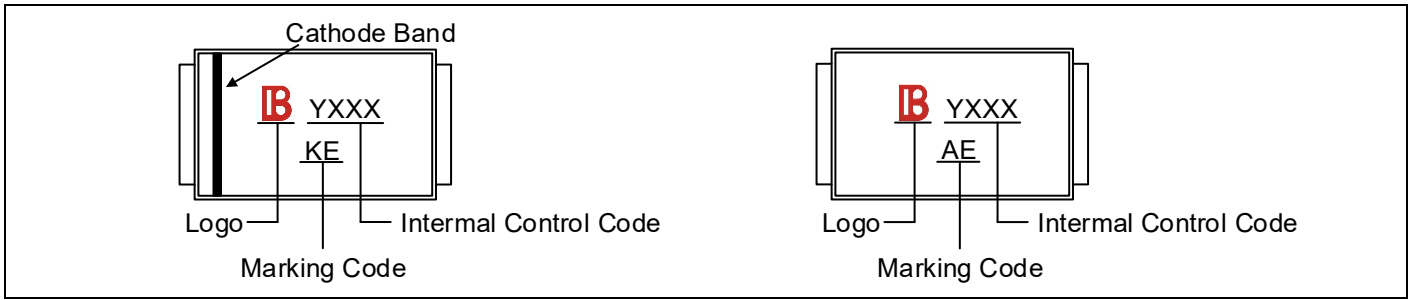 Cathode Band
B YXXX
KE
Logo
Intermal Control Code
Marking Code
B YXXX
AE
Logo
Intermal Control Code
Marking Code